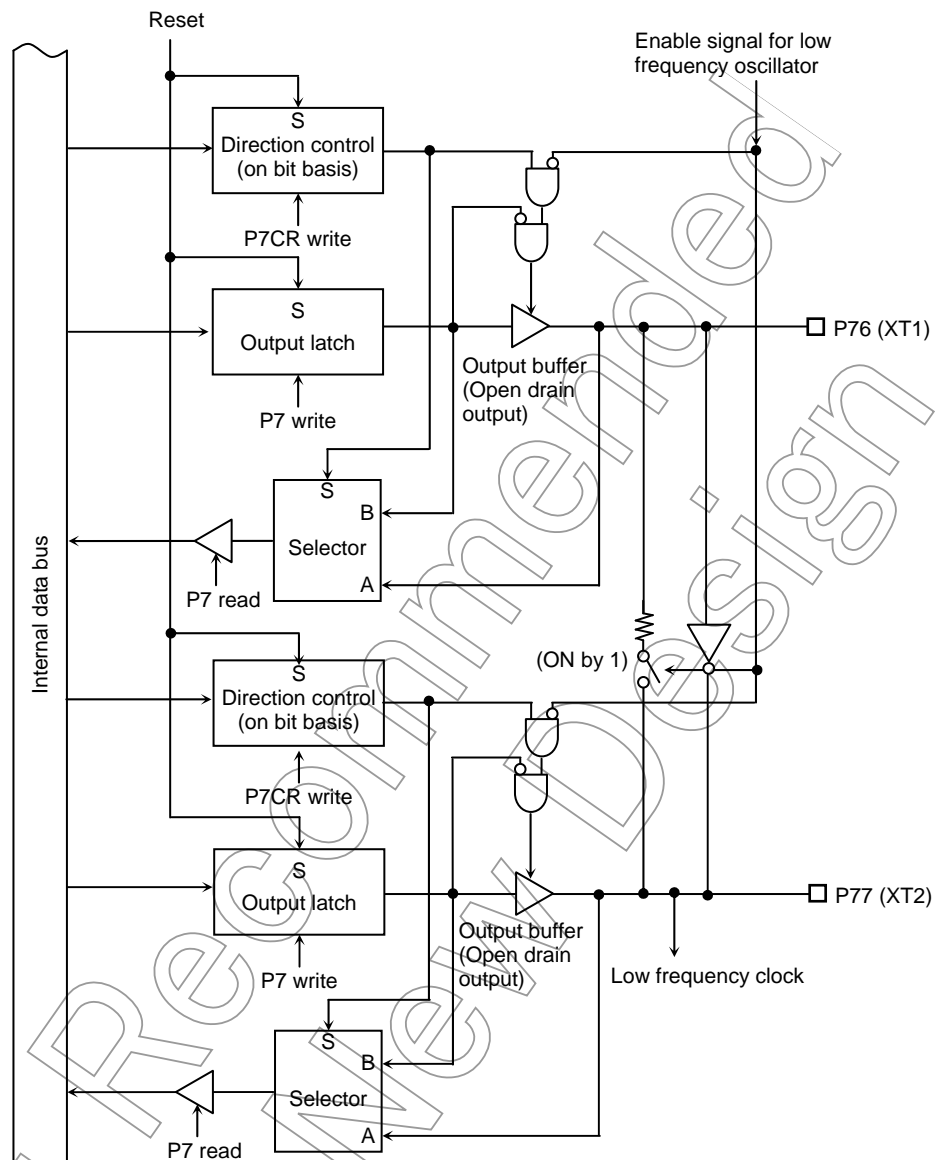 Reset
Enable signal for low
frequency oscillator
S
Direction control
(on bit basis)
P7CR write
S
Output latch
P7 write
Output buffer
(Open drain
output)
P76 (XT1)
S
B
Selector
A
P7 read
Internal data bus
(ON by 1)
S
Direction control
(on bit basis)
P7CR write
S
Output latch
P7 write
Output buffer
(Open drain
output)
P77 (XT2)
Low frequency clock
S
B
Selector
A
P7 read
Recommended
New Design